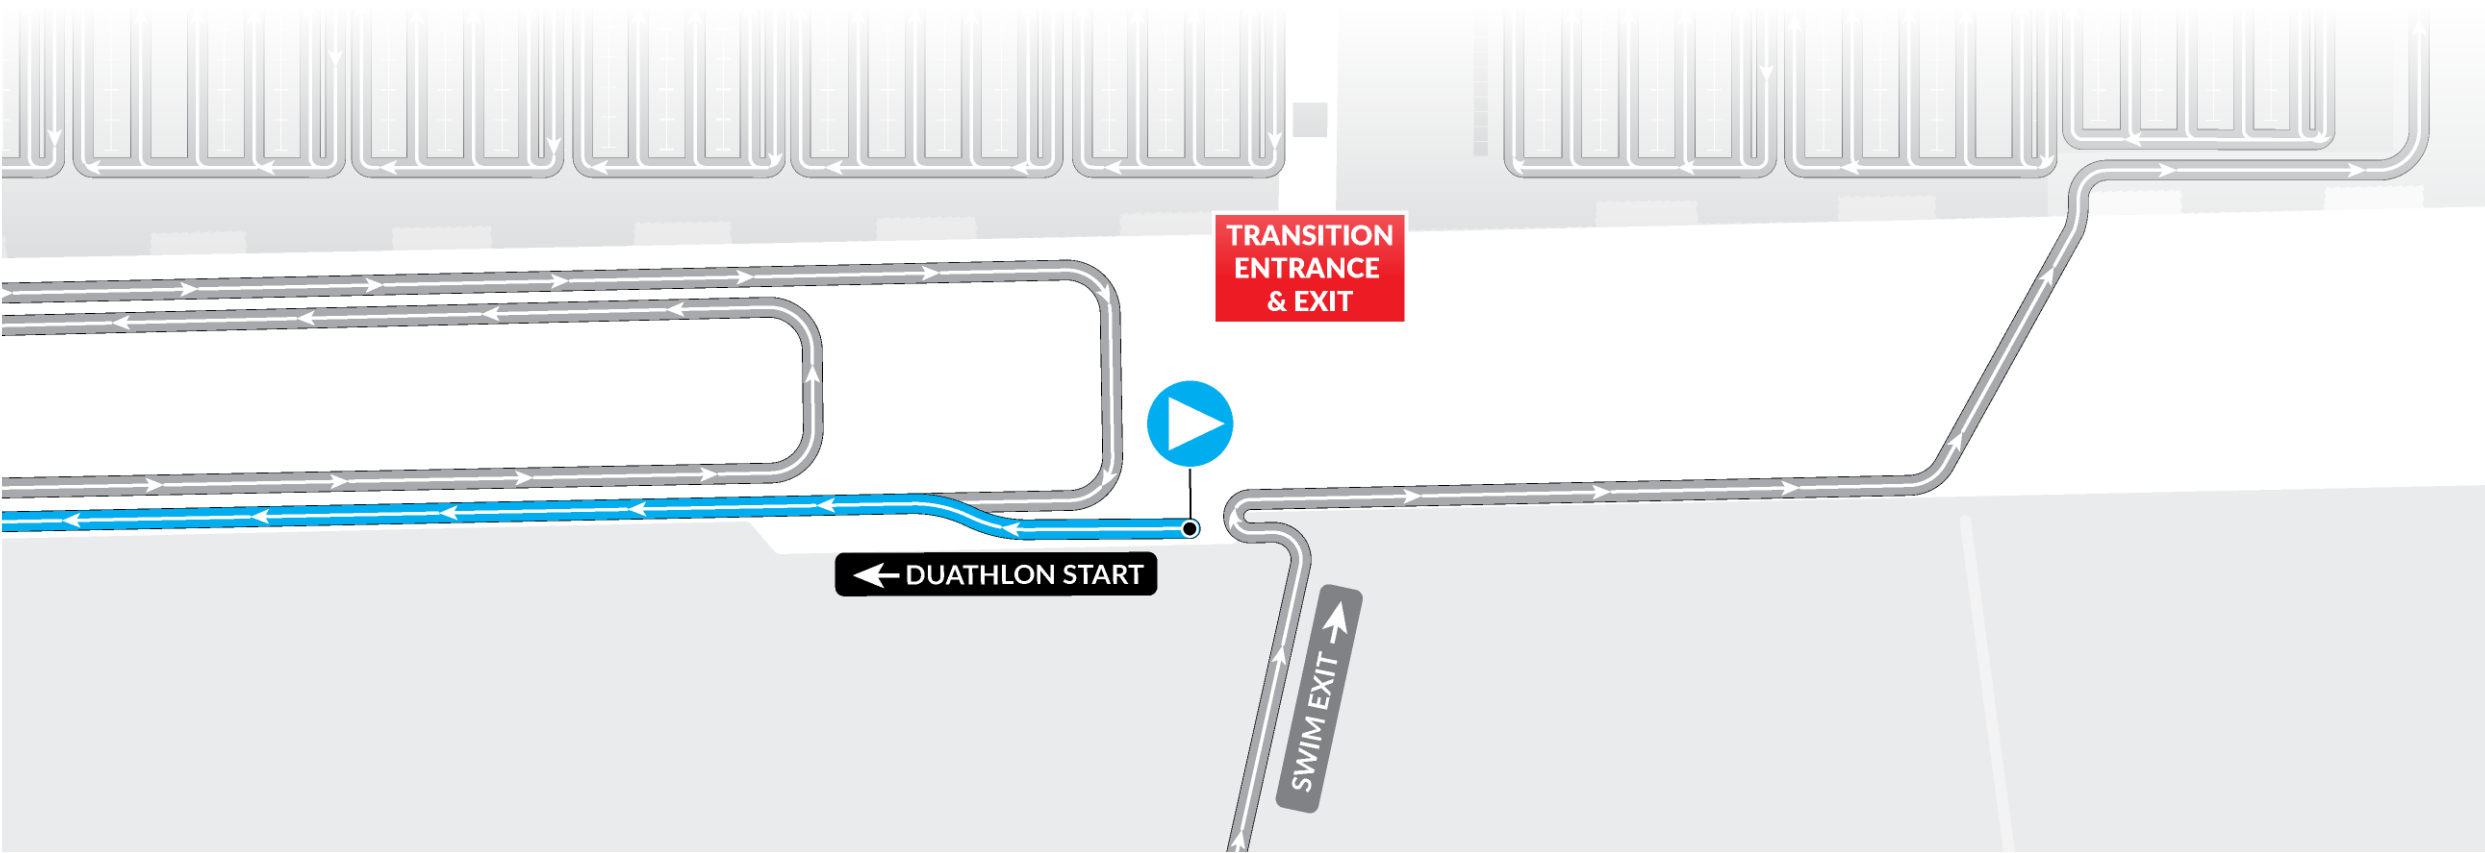 TRANSITION
ENTRANCE
& EXIT
DUATHLON START
SWIM EXIT